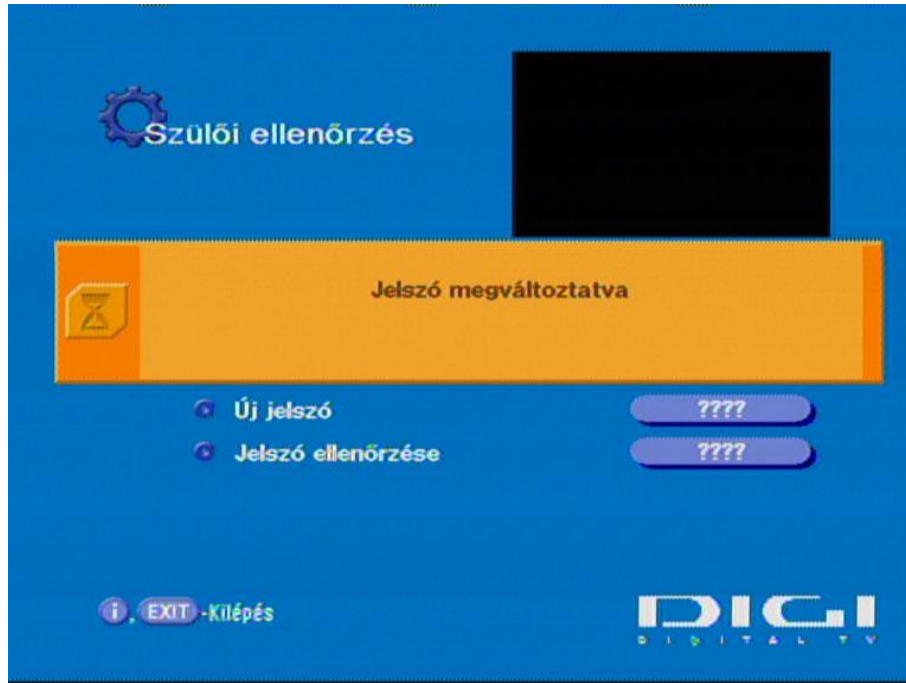 Szülői ellenőrzés
Jelszó megváltoztatva
Új jelszó ????
Jelszó ellenőrzése ????
i, EXIT -Kilépés
DIGI
DIGITAL TV